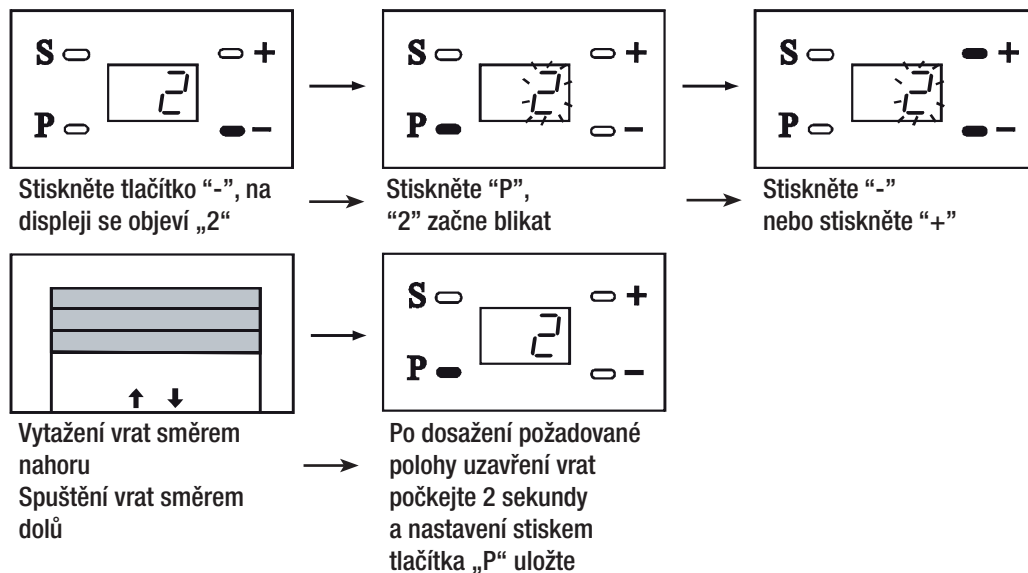 S
+
2
P
-
S
+
2
P
-
S
+
2
P
-
Stiskněte tlačítko “-”, na
displeji se objeví „2“
Stiskněte “P”,
“2” začne blikat
Stiskněte “-”
nebo stiskněte “+”
S
+
2
P
-
Vytažení vrat směrem
nahoru
Spuštění vrat směrem
dolů
Po dosažení požadované
polohy uzavření vrat
počkejte 2 sekundy
a nastavení stiskem
tlačítka „P“ uložte